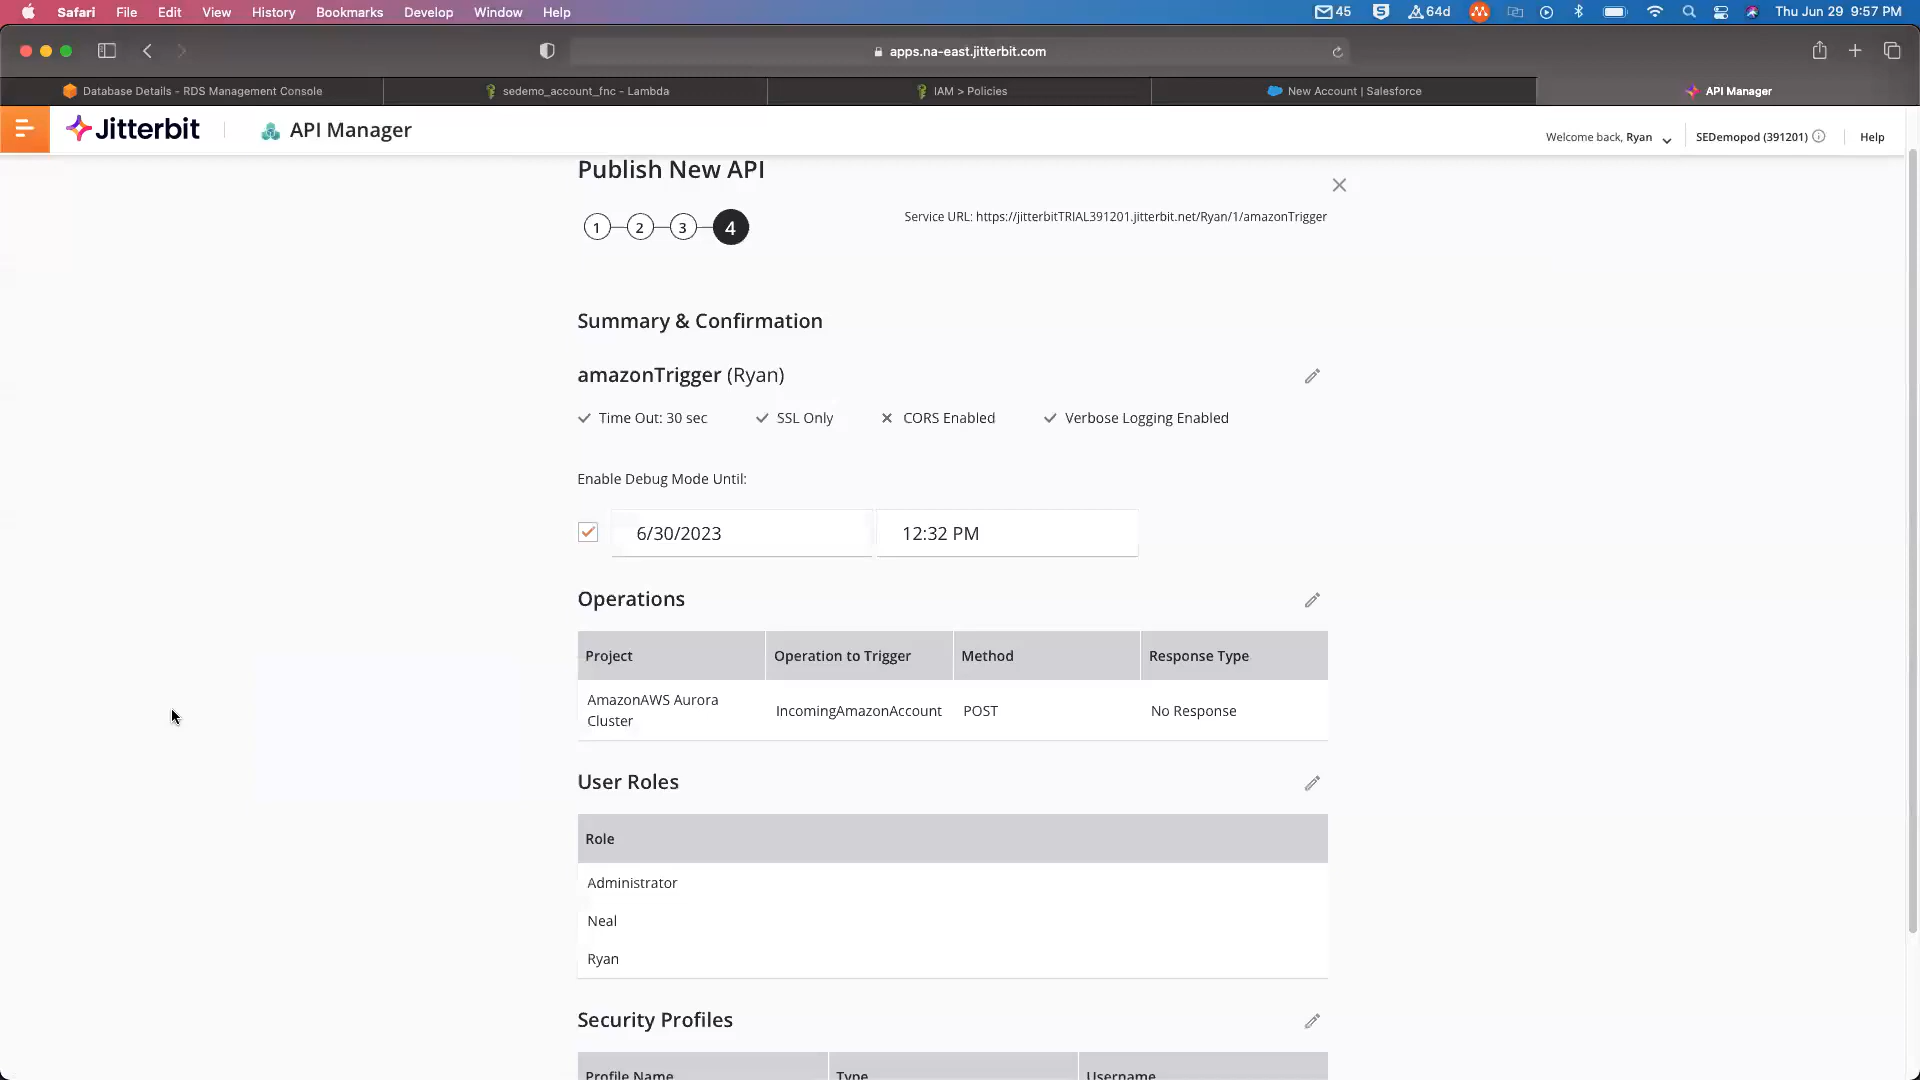 Safari File Edit View History Bookmarks Develop Window Help 45 64d Thu Jun 29 9:57 PM
apps.na-east.jitterbit.com
Database Details - RDS Management Console sedemo_account_fnc - Lambda IAM > Policies New Account | Salesforce API Manager
Jitterbit API Manager Welcome back, Ryan SEDemopod (391201) Help
Publish New API
1 2 3 4 Service URL: https://jitterbitTRIAL391201.jitterbit.net/Ryan/1/amazonTrigger
Summary & Confirmation
amazonTrigger (Ryan)
Time Out: 30 sec SSL Only CORS Enabled Verbose Logging Enabled
Enable Debug Mode Until:
6/30/2023 12:32 PM
Operations
Project Operation to Trigger Method Response Type
AmazonAWS Aurora
Cluster IncomingAmazonAccount POST No Response
User Roles
Role
Administrator
Neal
Ryan
Security Profiles
Profile Name Type Username